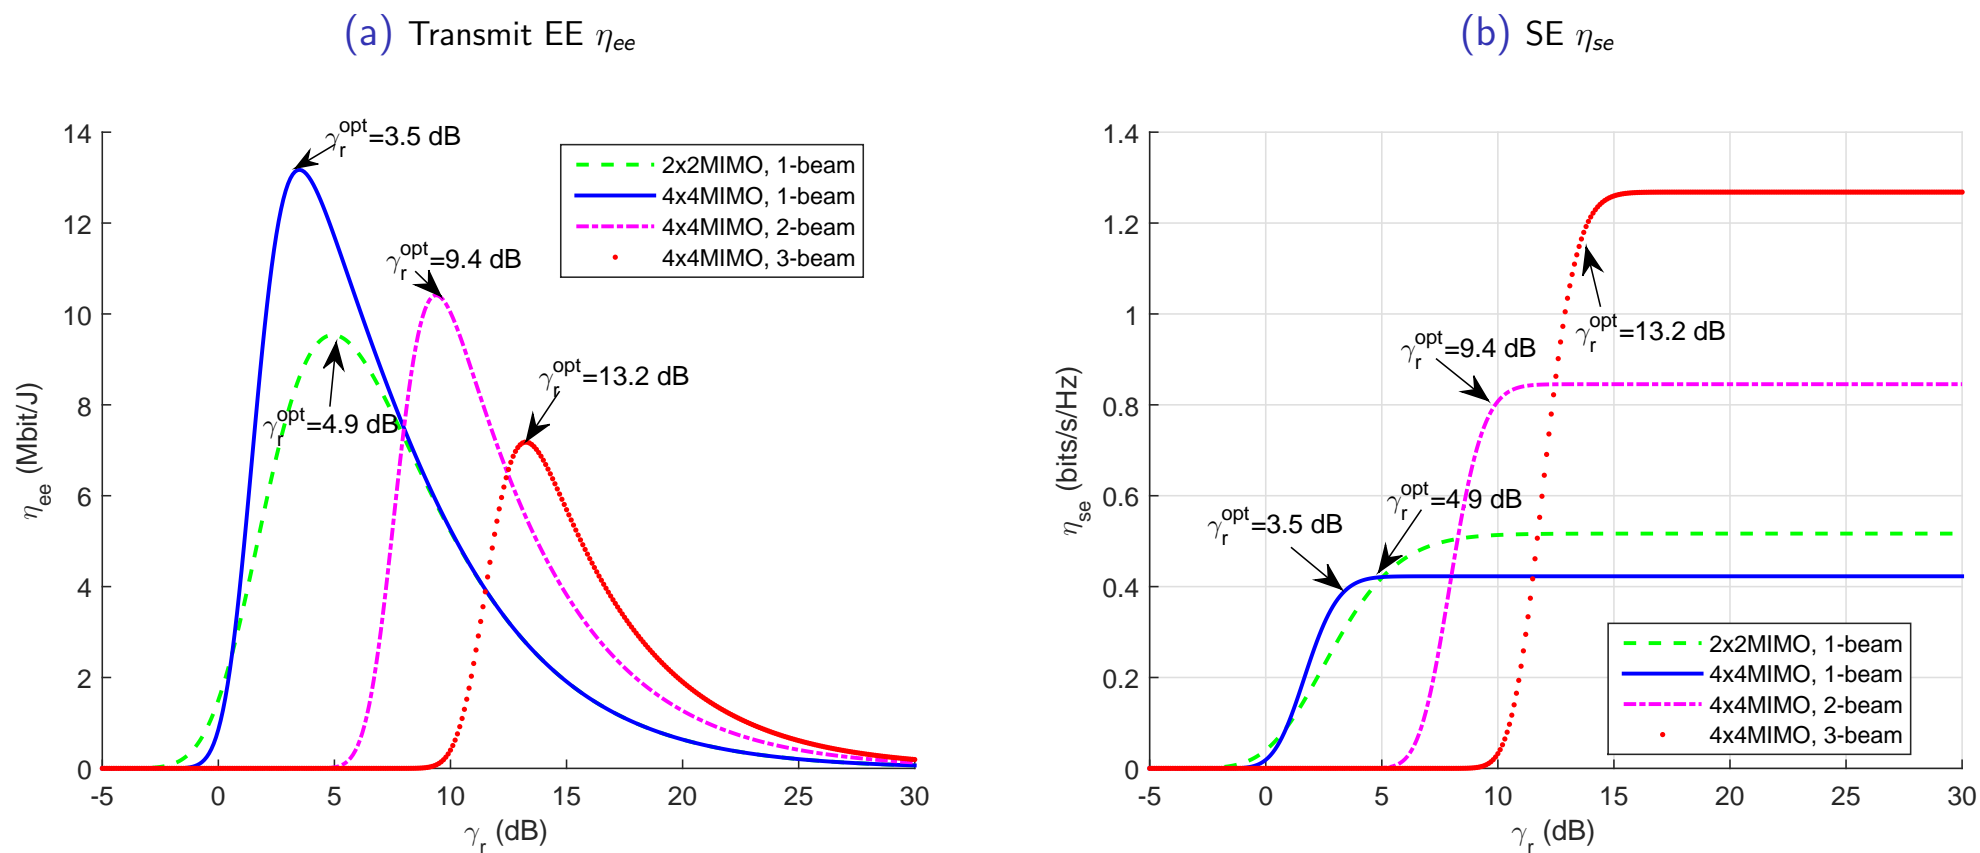 (a) Transmit EE ηee
14
12
10
8
6
4
2
0
-5
0
5
10
15
20
25
30
ηee (Mbit/J)
γr (dB)
γr^opt=3.5 dB
γr^opt=9.4 dB
γr^opt=13.2 dB
γr^opt=4.9 dB
2x2MIMO, 1-beam
4x4MIMO, 1-beam
4x4MIMO, 2-beam
4x4MIMO, 3-beam
(b) SE ηse
1.4
1.2
1
0.8
0.6
0.4
0.2
0
-5
0
5
10
15
20
25
30
ηse (bits/s/Hz)
γr (dB)
γr^opt=13.2 dB
γr^opt=9.4 dB
γr^opt=4.9 dB
γr^opt=3.5 dB
2x2MIMO, 1-beam
4x4MIMO, 1-beam
4x4MIMO, 2-beam
4x4MIMO, 3-beam